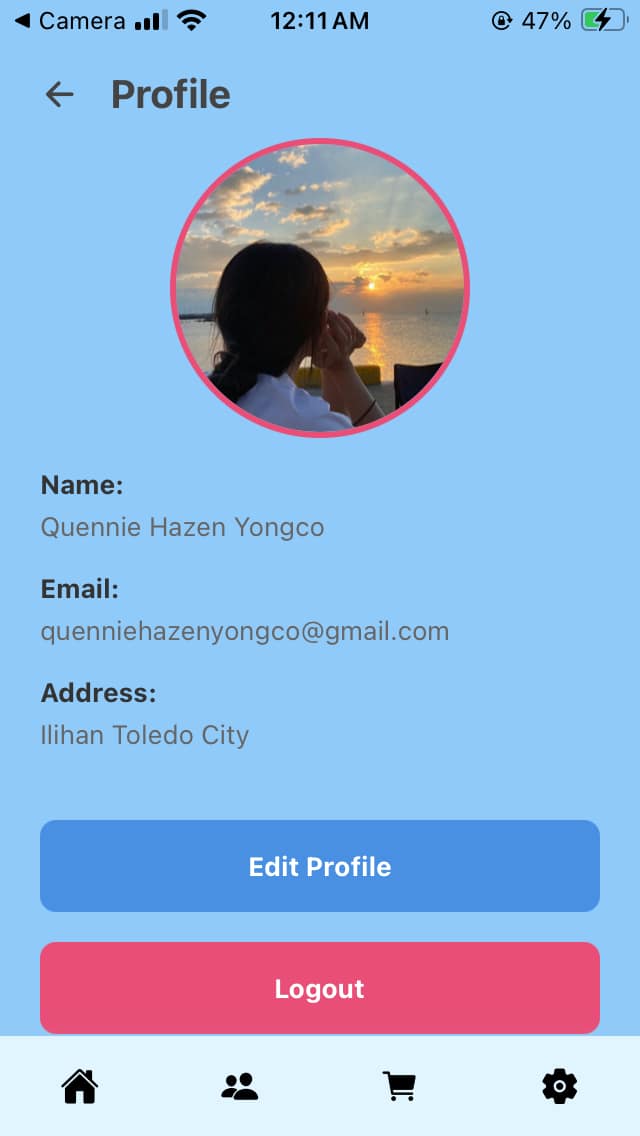 Camera 12:11 AM 47%
Profile
Name:
Quennie Hazen Yongco
Email:
quenniehazenyongco@gmail.com
Address:
Ilihan Toledo City
Edit Profile
Logout